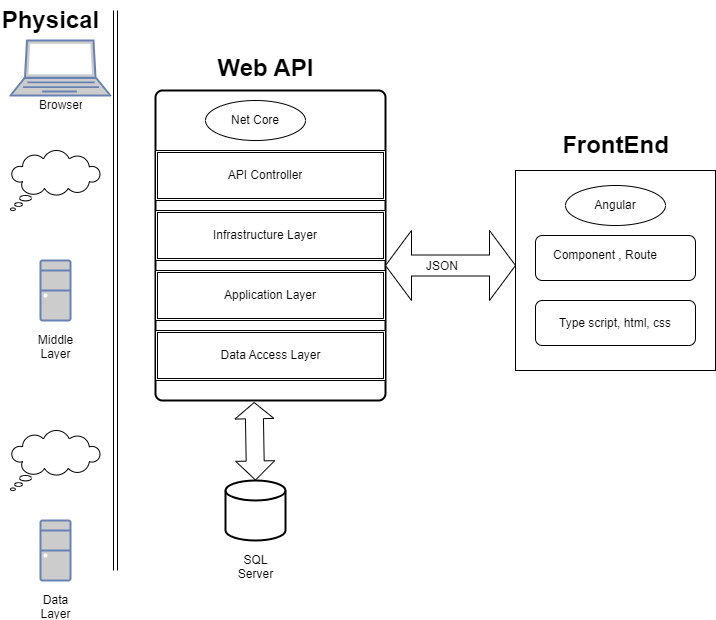 Physical
Browser
Middle
Layer
Data
Layer
Web API
Net Core
API Controller
Infrastructure Layer
Application Layer
Data Access Layer
SQL
Server
JSON
FrontEnd
Angular
Component , Route
Type script, html, css